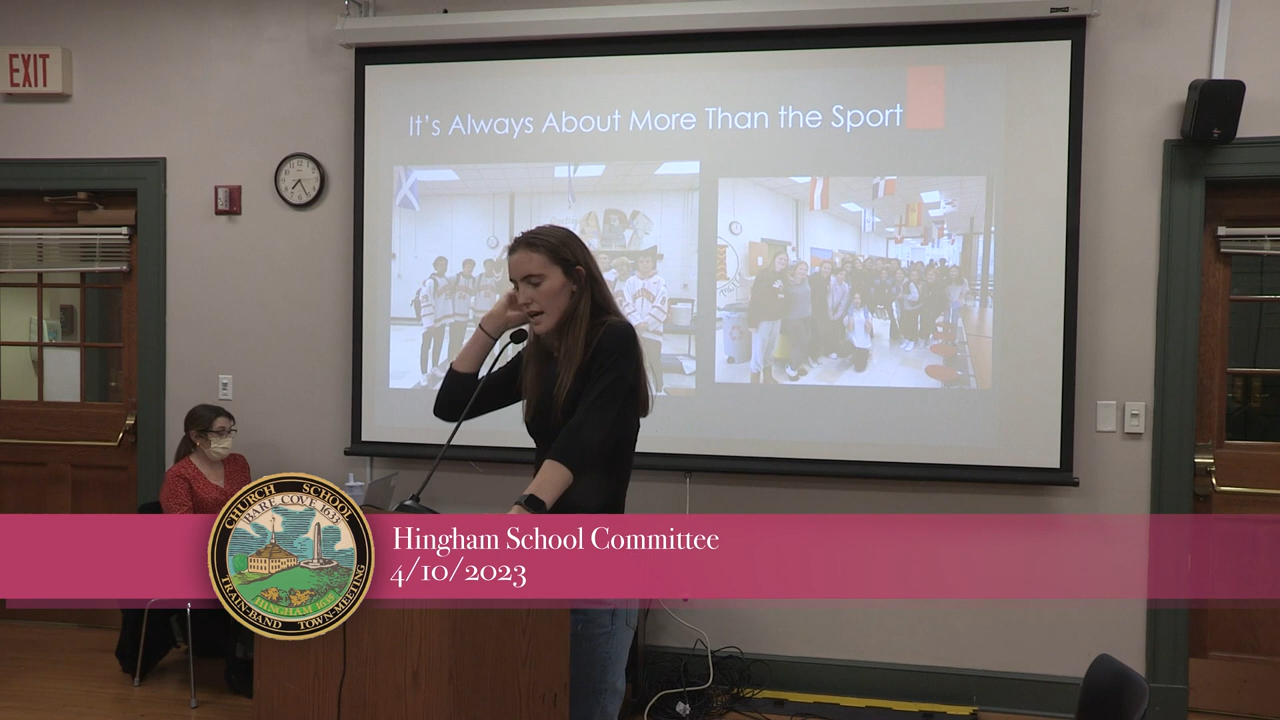 EXIT
It's Always About More Than the Sport
CHURCH SCHOOL
BARE COVE 1633
HINGHAM 1635
TRAIN-BAND TOWN-MEETING
Hingham School Committee
4/10/2023